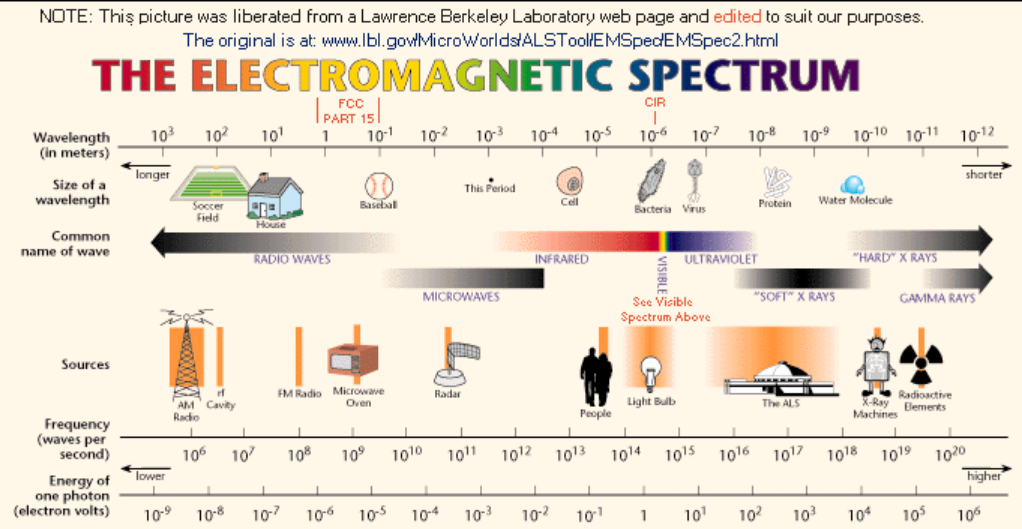 NOTE: This picture was liberated from a Lawrence Berkeley Laboratory web page and edited to suit our purposes.
The original is at: www.lbl.gov/MicroWorlds/ALSTool/EMSpec/EMSpec2.html
THE ELECTROMAGNETIC SPECTRUM
FCC
PART 15
CIR
Wavelength
(in meters)
10³ 10² 10¹ 1 10⁻¹ 10⁻² 10⁻³ 10⁻⁴ 10⁻⁵ 10⁻⁶ 10⁻⁷ 10⁻⁸ 10⁻⁹ 10⁻¹⁰ 10⁻¹¹ 10⁻¹²
longer
shorter
Size of a
wavelength
Soccer
Field
House
Baseball
This Period
Cell
Bacteria
Virus
Protein
Water Molecule
Common
name of wave
RADIO WAVES
INFRARED
VISIBLE
ULTRAVIOLET
"HARD" X RAYS
MICROWAVES
"SOFT" X RAYS
GAMMA RAYS
See Visible
Spectrum Above
Sources
AM
Radio
rf
Cavity
FM Radio
Microwave
Oven
Radar
People
Light Bulb
The ALS
X-Ray
Machines
Radioactive
Elements
Frequency
(waves per
second)
10⁶ 10⁷ 10⁸ 10⁹ 10¹⁰ 10¹¹ 10¹² 10¹³ 10¹⁴ 10¹⁵ 10¹⁶ 10¹⁷ 10¹⁸ 10¹⁹ 10²⁰
lower
higher
Energy of
one photon
(electron volts)
10⁻⁹ 10⁻⁸ 10⁻⁷ 10⁻⁶ 10⁻⁵ 10⁻⁴ 10⁻³ 10⁻² 10⁻¹ 1 10¹ 10² 10³ 10⁴ 10⁵ 10⁶